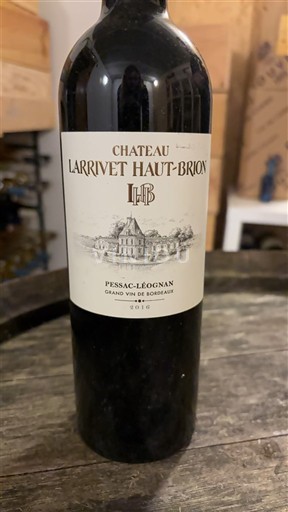 CHATEAU
LARRIVET HAUT-BRION
LHB
PESSAC-LÉOGNAN
GRAND VIN DE BORDEAUX
2016